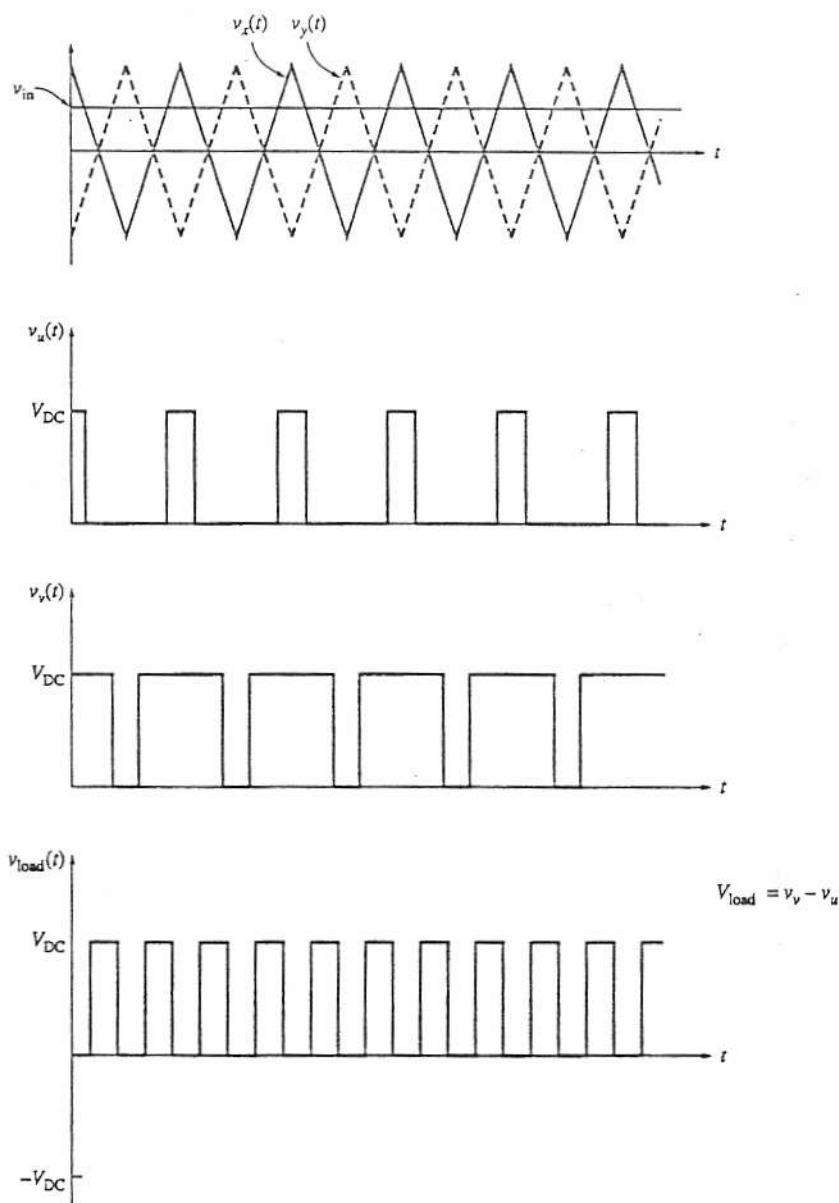 v_x(t) v_y(t)
v_in
t
v_u(t)
V_DC
t
v_v(t)
V_DC
t
v_load(t)
V_load = v_v − v_u
V_DC
t
−V_DC